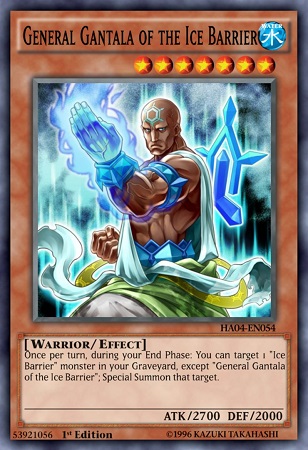 General Gantala of the Ice Barrier
WATER
水
HA04-EN054
[Warrior/Effect]
Once per turn, during your End Phase: You can target 1 "Ice
Barrier" monster in your Graveyard, except "General Gantala
of the Ice Barrier"; Special Summon that target.
ATK/2700 DEF/2000
53921056 1st Edition ©1996 KAZUKI TAKAHASHI